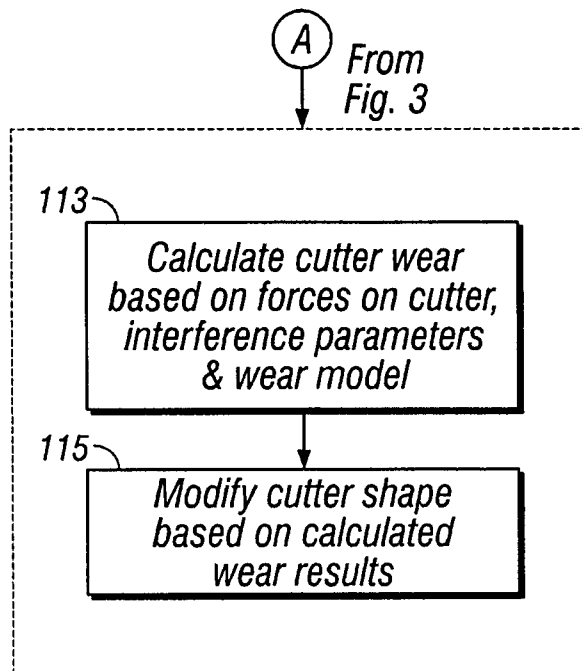 A
From
Fig. 3
113
Calculate cutter wear
based on forces on cutter,
interference parameters
& wear model
115
Modify cutter shape
based on calculated
wear results